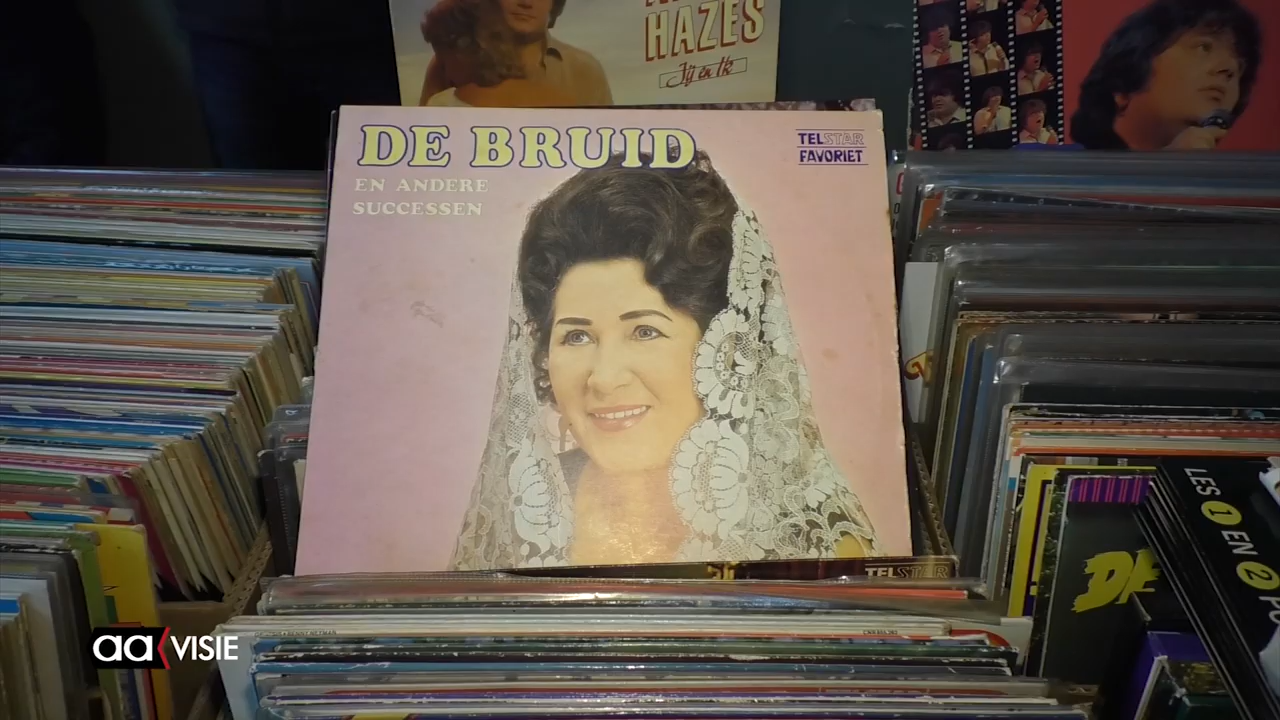 HAZES
Jij en Ik
DE BRUID
EN ANDERE
SUCCESSEN
TELSTAR
FAVORIET
TELSTAR
LES 1 EN 2
aa VISIE